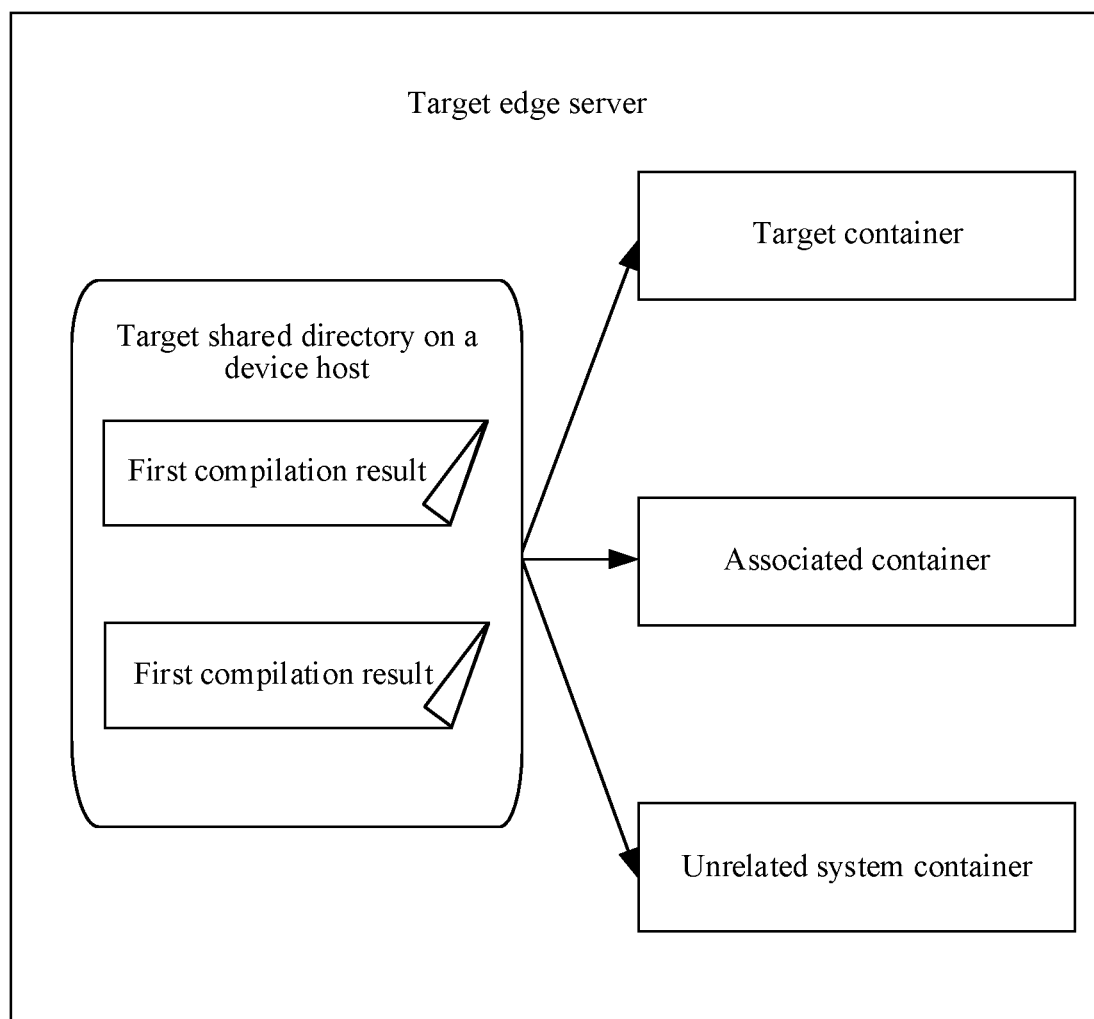 Target edge server
Target container
Target shared directory on a
device host
First compilation result
Associated container
First compilation result
Unrelated system container